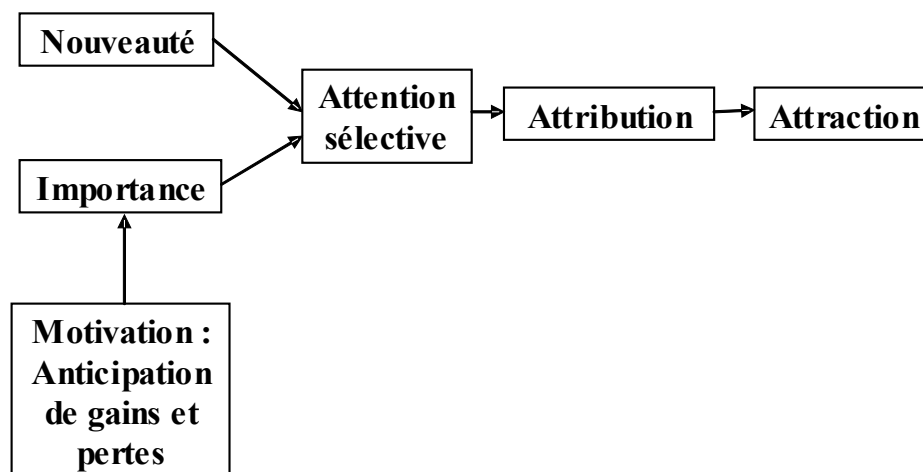 Nouveauté
Attention
sélective
Attribution
Attraction
Importance
Motivation :
Anticipation
de gains et
pertes